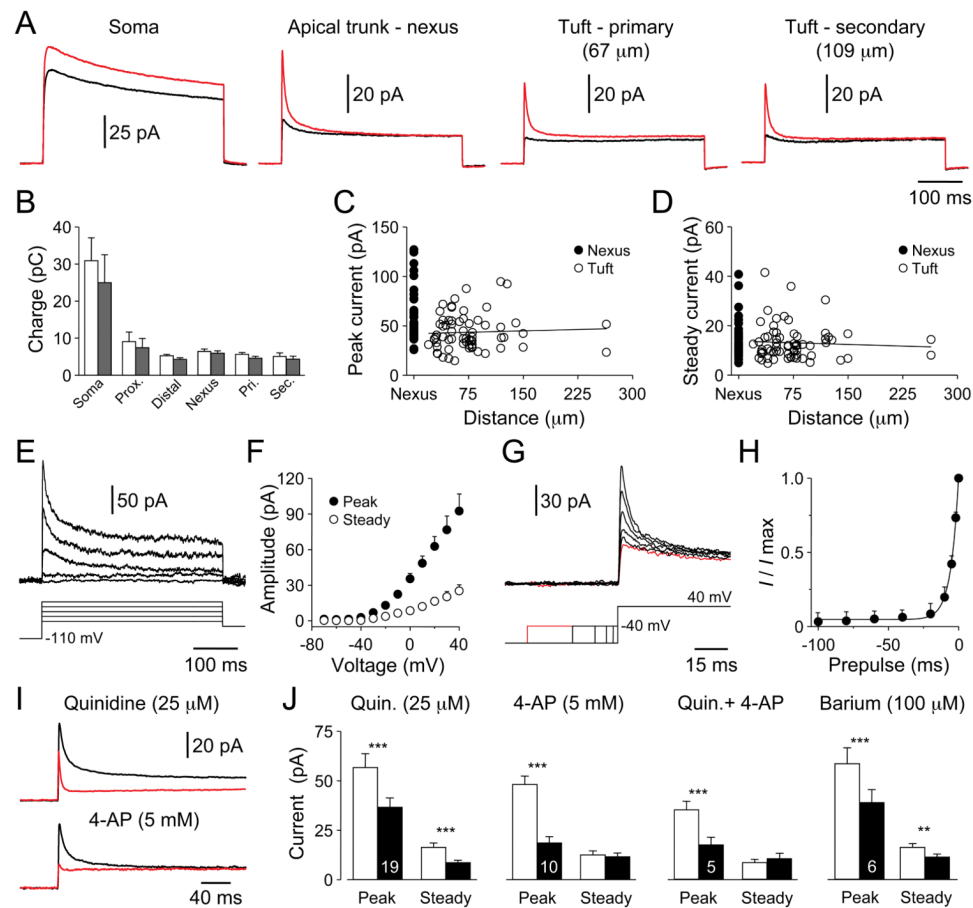 A
Soma
Apical trunk - nexus
Tuft - primary
(67 μm)
Tuft - secondary
(109 μm)
25 pA
20 pA
20 pA
20 pA
100 ms
B
Charge (pC)
40
30
20
10
0
Soma
Prox.
Distal
Nexus
Pri.
Sec.
C
Peak current (pA)
150
100
50
0
Nexus
Tuft
Nexus 75 150 225 300
Distance (μm)
D
Steady current (pA)
60
40
20
0
Nexus
Tuft
Nexus 75 150 225 300
Distance (μm)
E
50 pA
-110 mV
100 ms
F
Amplitude (pA)
120
90
60
30
0
Peak
Steady
-80 -40 0 40
Voltage (mV)
G
30 pA
40 mV
-40 mV
15 ms
H
I / I max
1.0
0.5
0
-100 -50 0
Prepulse (ms)
I
Quinidine (25 μM)
20 pA
4-AP (5 mM)
40 ms
J
Quin. (25 μM)
4-AP (5 mM)
Quin.+ 4-AP
Barium (100 μM)
Current (pA)
75
50
25
0
***
***
19
Peak Steady
***
10
Peak Steady
***
5
Peak Steady
***
**
6
Peak Steady